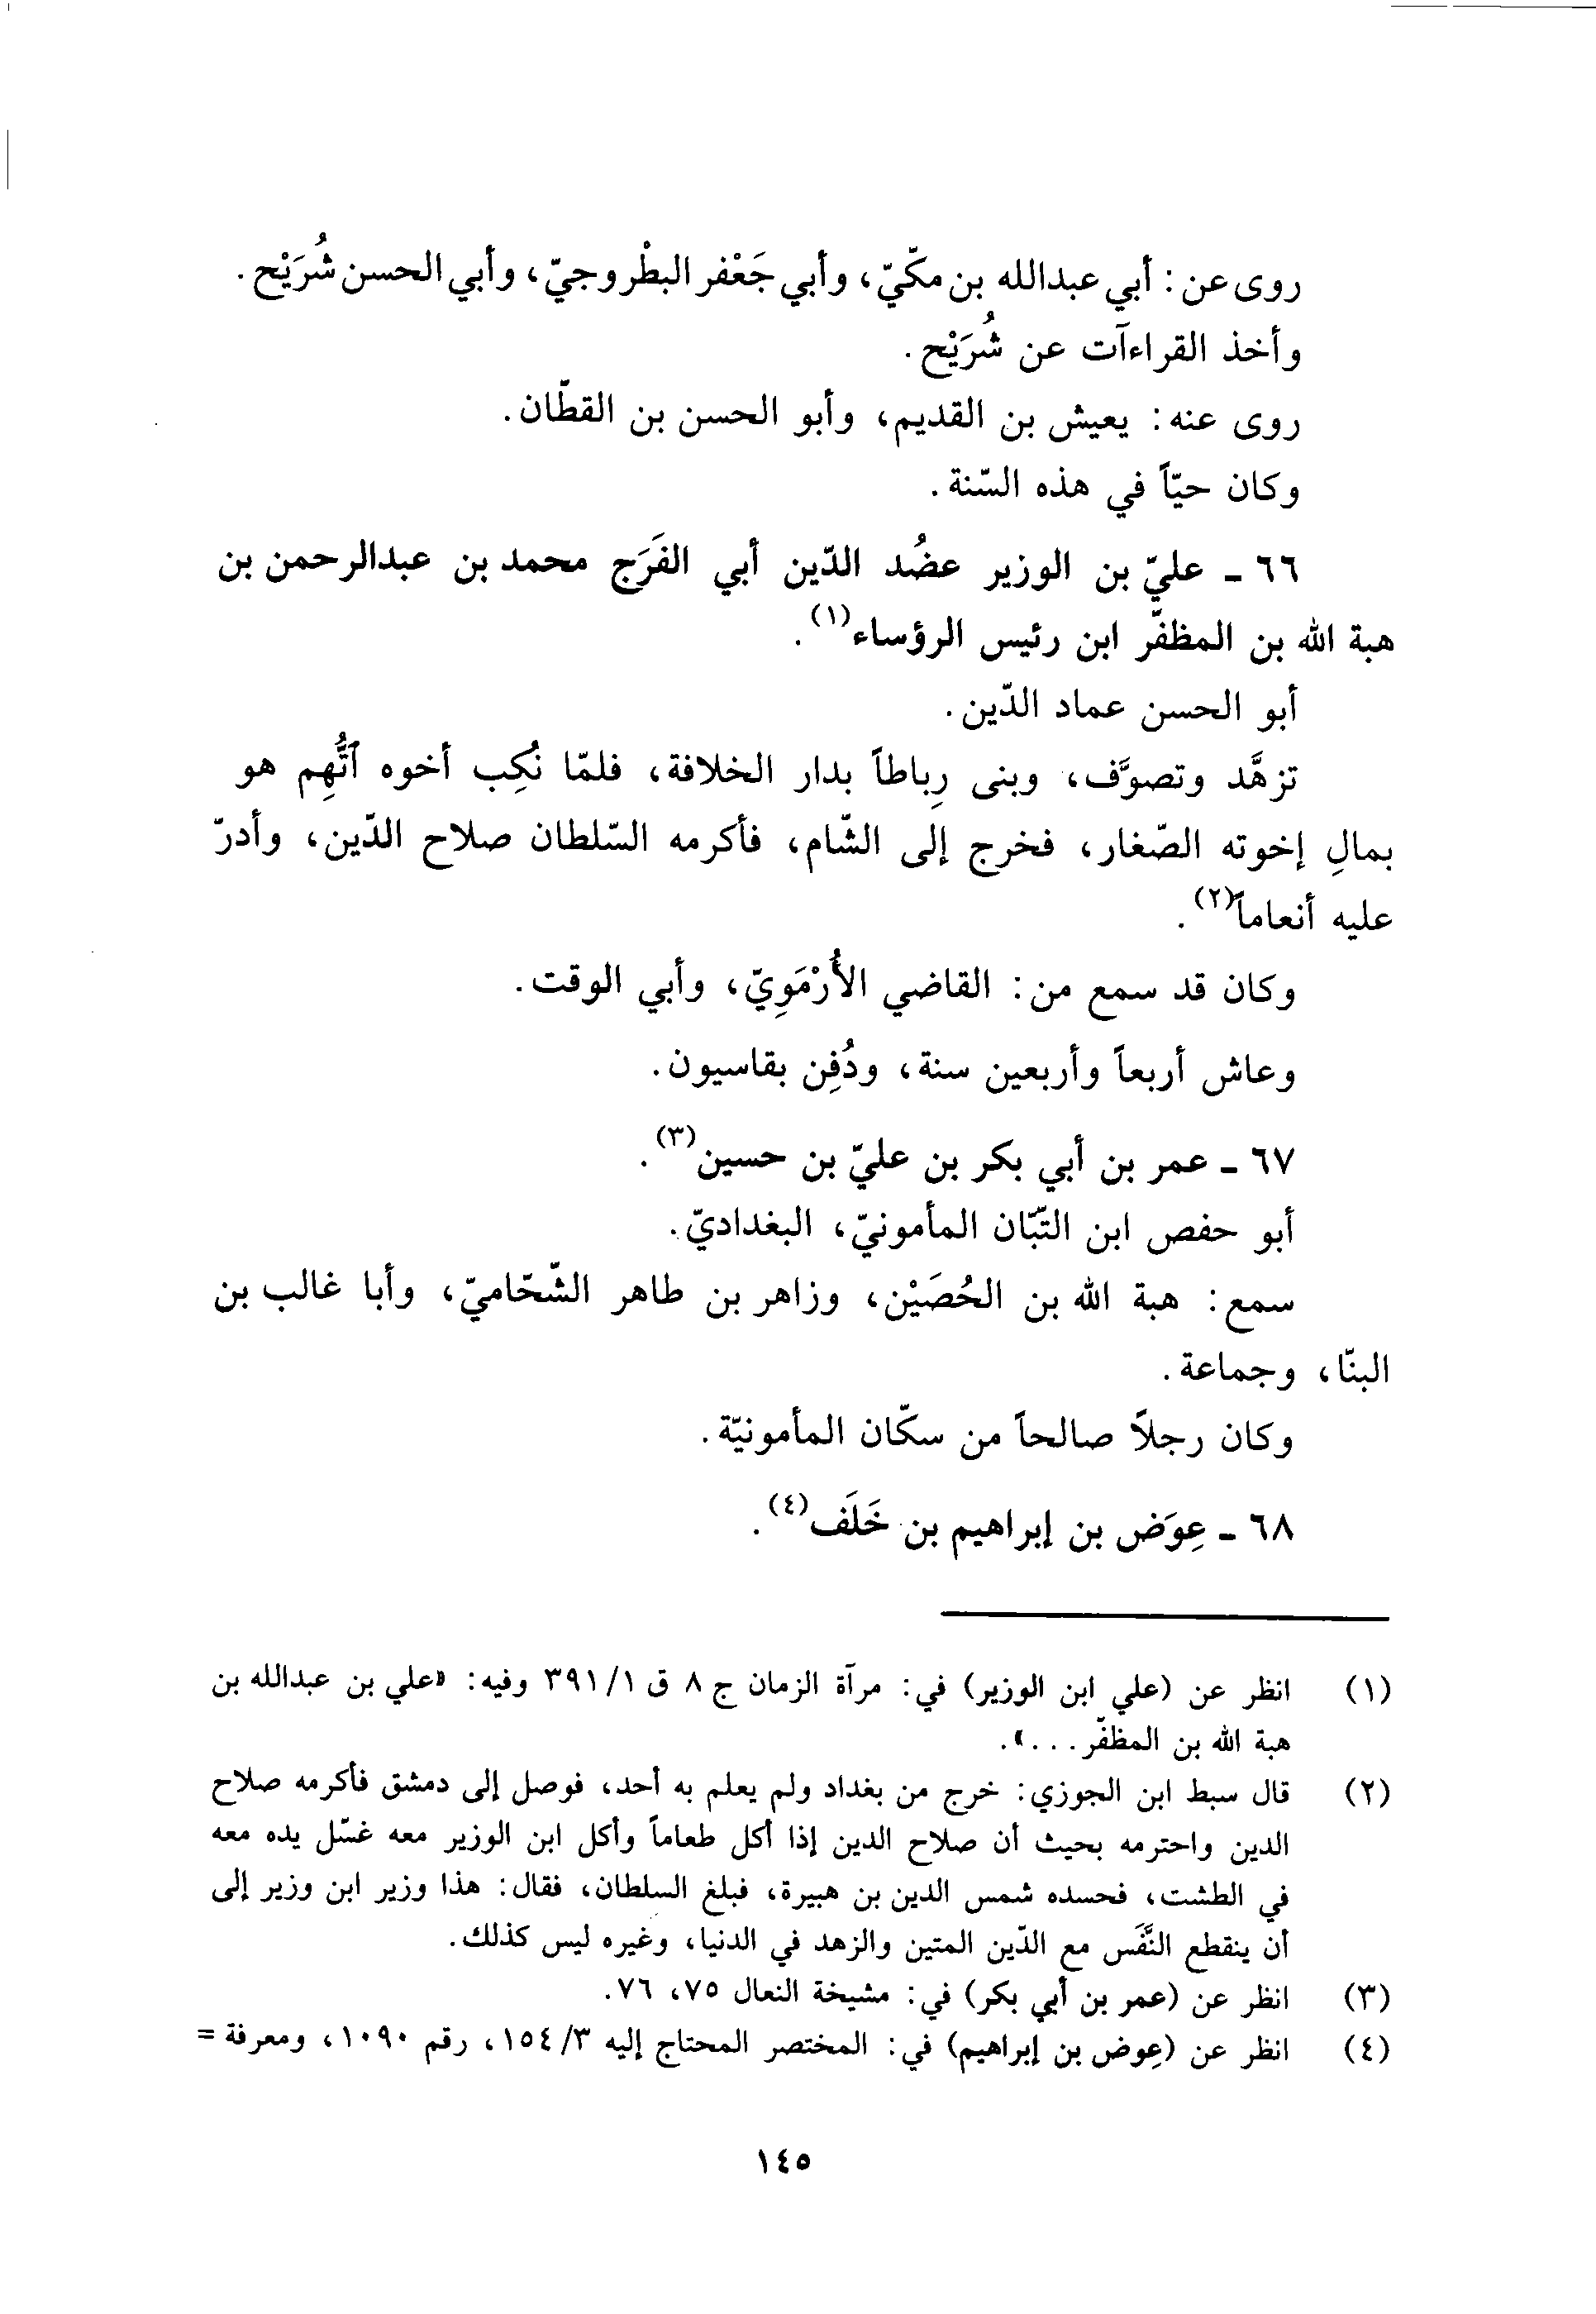 روى عن: أبي عبدالله بن مكّيّ، وأبي جَعْفر البطْروجيّ، وأبي الحسن شُرَيْح.
وأخذ القراءآت عن شُرَيْح.
روى عنه: يعيش بن القديم، وأبو الحسن بن القطّان.
وكان حيّاً في هذه السّنة.
٦٦ ـ عليّ بن الوزير عضُد الدّين أبي الفَرَج محمد بن عبدالرحمن بن
هبة الله بن المظفّر ابن رئيس الرؤساء(١).
أبو الحسن عماد الدّين.
تزهَّد وتصوَّف، وبنى رِباطاً بدار الخلافة، فلمّا نُكِب أخوه ٱتُّهِم هو
بمالِ إخوته الصّغار، فخرج إلى الشّام، فأكرمه السّلطان صلاح الدّين، وأدرّ
عليه أنعاماً(٢).
وكان قد سمع من: القاضي الأُرْمَوِيّ، وأبي الوقت.
وعاش أربعاً وأربعين سنة، ودُفِن بقاسيون.
٦٧ ـ عمر بن أبي بكر بن عليّ بن حسين(٣).
أبو حفص ابن التّبّان المأمونيّ، البغداديّ.
سمع: هبة الله بن الحُصَيْن، وزاهر بن طاهر الشّحّاميّ، وأبا غالب بن
البنّا، وجماعة.
وكان رجلاً صالحاً من سكّان المأمونيّة.
٦٨ ـ عِوَض بن إبراهيم بن خَلَف(٤).
(١) انظر عن (علي ابن الوزير) في: مرآة الزمان ج ٨ ق ٣٩١/١ وفيه: «علي بن عبدالله بن
هبة الله بن المظفّر...».
(٢) قال سبط ابن الجوزي: خرج من بغداد ولم يعلم به أحد، فوصل إلى دمشق فأكرمه صلاح
الدين واحترمه بحيث أن صلاح الدين إذا أكل طعاماً وأكل ابن الوزير معه غسّل يده معه
في الطشت، فحسده شمس الدين بن هبيرة، فبلغ السلطان، فقال: هذا وزير ابن وزير إلى
أن ينقطع النَّفَس مع الدّين المتين والزهد في الدنيا، وغيره ليس كذلك.
(٣) انظر عن (عمر بن أبي بكر) في: مشيخة النعال ٧٥، ٧٦.
(٤) انظر عن (عِوض بن إبراهيم) في: المختصر المحتاج إليه ١٥٤/٣، رقم ١٠٩٠، ومعرفة =
١٤٥